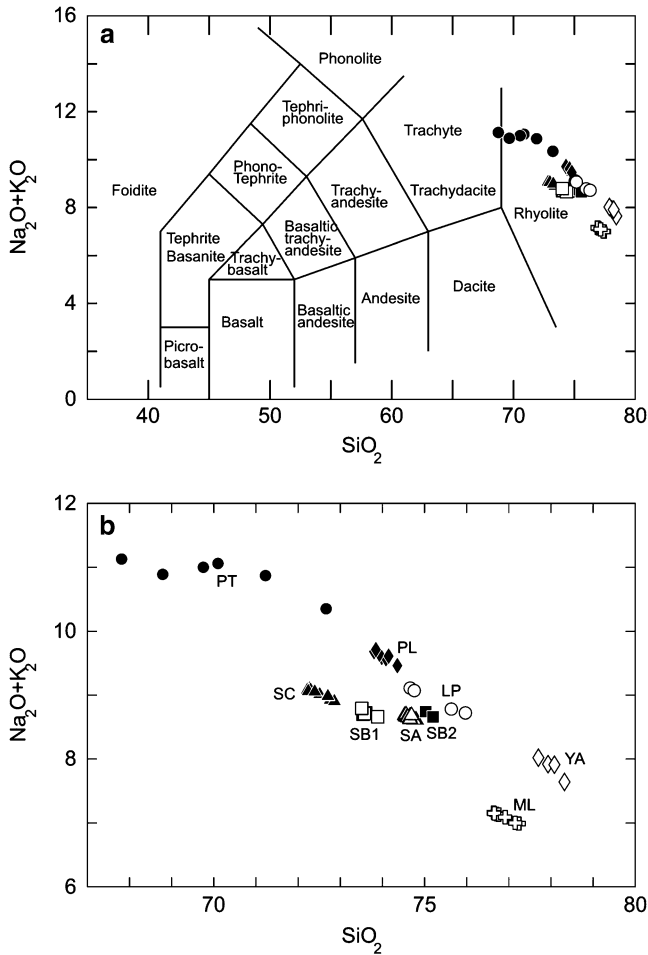 a
Na2O+K2O
16
12
8
4
0
40
50
60
70
80
SiO2
Phonolite
Tephri-
phonolite
Trachyte
Foidite
Phono-
Tephrite
Trachy-
andesite
Trachydacite
Rhyolite
Tephrite
Basanite
Trachy-
basalt
Basaltic
trachy-
andesite
Picro-
basalt
Basalt
Basaltic
andesite
Andesite
Dacite
b
Na2O+K2O
12
10
8
6
70
75
80
SiO2
PT
PL
SC
LP
SB1
SA
SB2
YA
ML